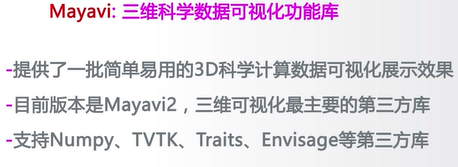 Mayavi: 三维科学数据可视化功能库
-提供了一批简单易用的3D科学计算数据可视化展示效果
-目前版本是Mayavi2，三维可视化最主要的第三方库
-支持Numpy、TVTK、Traits、Envisage等第三方库